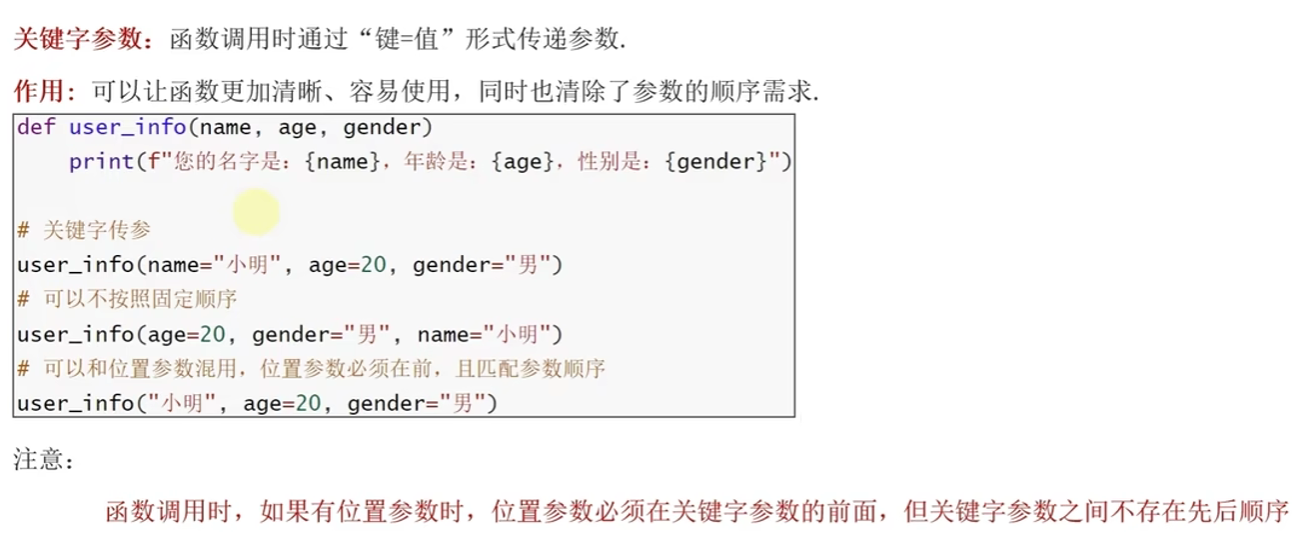 关键字参数：函数调用时通过“键=值”形式传递参数.
作用：可以让函数更加清晰、容易使用，同时也清除了参数的顺序需求.
def user_info(name, age, gender)
    print(f"您的名字是：{name}，年龄是：{age}，性别是：{gender}")
# 关键字传参
user_info(name="小明", age=20, gender="男")
# 可以不按照固定顺序
user_info(age=20, gender="男", name="小明")
# 可以和位置参数混用，位置参数必须在前，且匹配参数顺序
user_info("小明", age=20, gender="男")
注意：
函数调用时，如果有位置参数时，位置参数必须在关键字参数的前面，但关键字参数之间不存在先后顺序